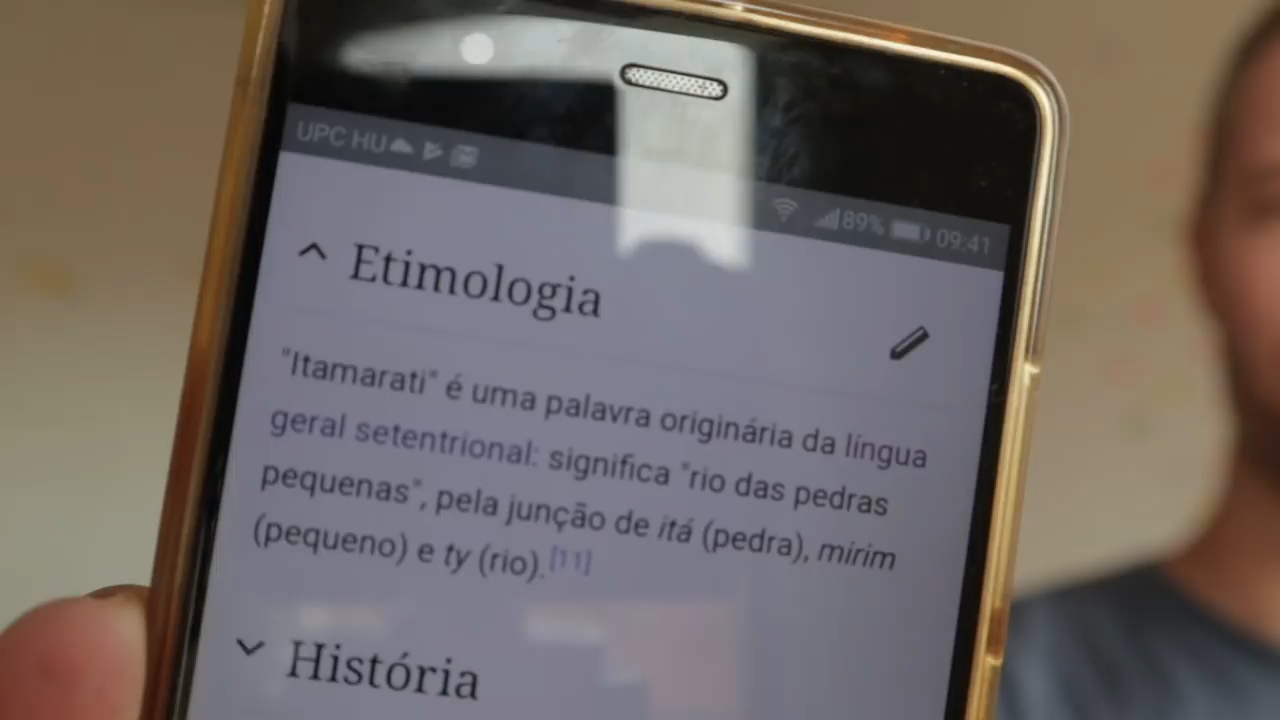 UPC HU 89% 09:41
Etimologia
"Itamarati" é uma palavra originária da língua
geral setentrional: significa "rio das pedras
pequenas", pela junção de itá (pedra), mirim
(pequeno) e ty (rio).[11]
História